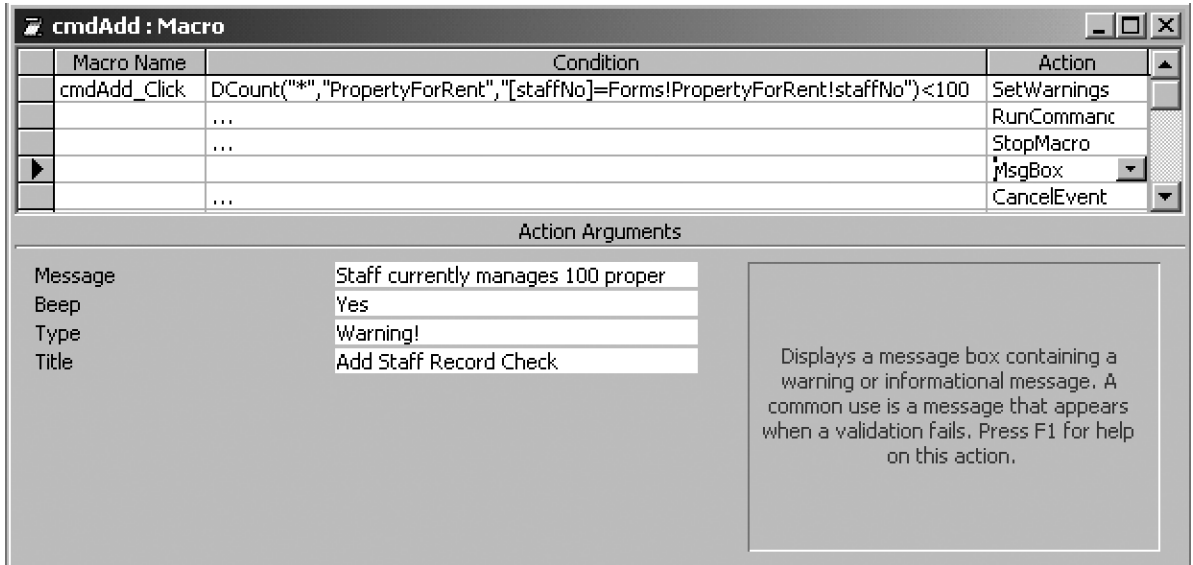 cmdAdd : Macro
Macro Name Condition Action
cmdAdd_Click DCount("*","PropertyForRent","[staffNo]=Forms!PropertyForRent!staffNo")<100 SetWarnings
... RunCommanc
... StopMacro
MsgBox
... CancelEvent
Action Arguments
Message Staff currently manages 100 proper
Beep Yes
Type Warning!
Title Add Staff Record Check
Displays a message box containing a
warning or informational message. A
common use is a message that appears
when a validation fails. Press F1 for help
on this action.